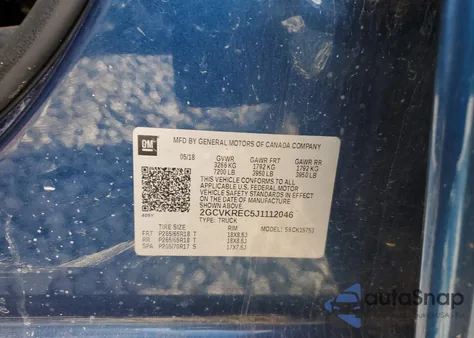 GM
MFD BY GENERAL MOTORS OF CANADA COMPANY
05/18 GVWR GAWR FRT GAWR RR
3266 KG 1792 KG 1792 KG
7200 LB 3950 LB 3950 LB
THIS VEHICLE CONFORMS TO ALL
APPLICABLE U.S. FEDERAL MOTOR
VEHICLE SAFETY STANDARDS IN EFFECT
ON THE DATE OF MANUFACTURE SHOWN
ABOVE.
2GCVKREC5J1112046
TYPE: TRUCK MODEL:
TIRE SIZE RIM
FRT P265/65R18 T 18X8.5J
RR P265/65R18 T 18X8.5J
SPA P255/70R17 S 17X7.5J
autoSnap